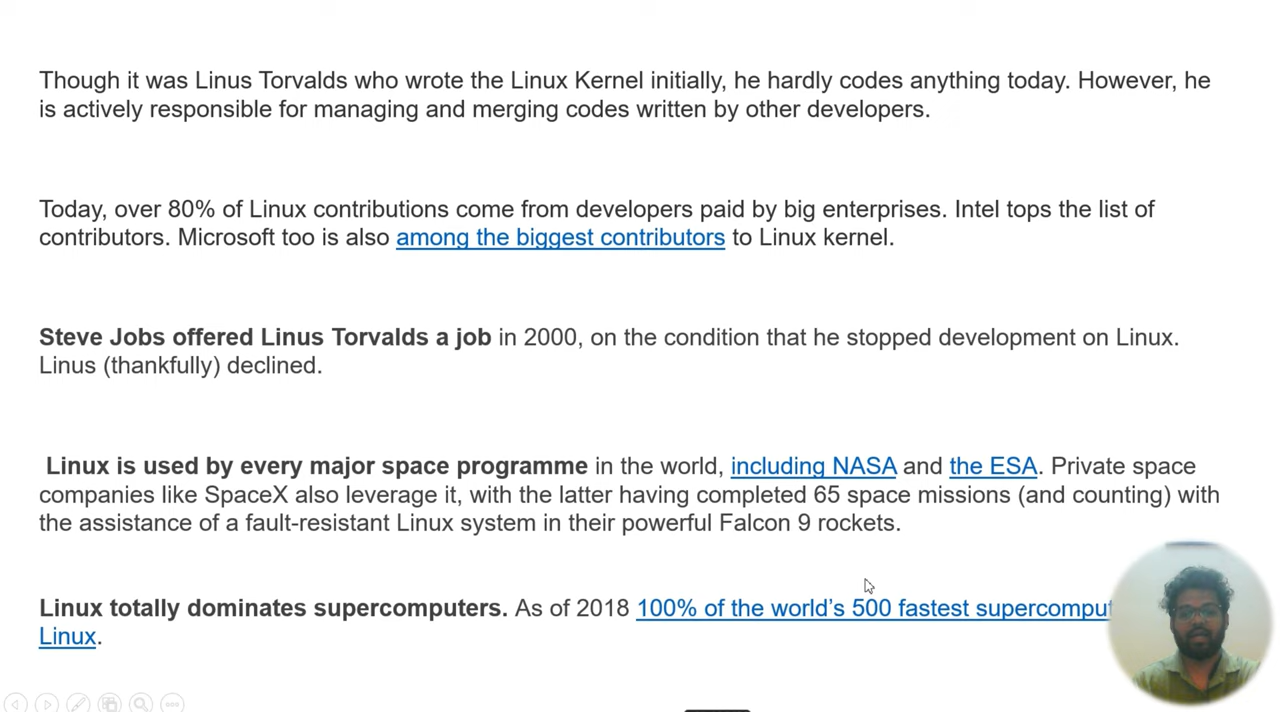 Though it was Linus Torvalds who wrote the Linux Kernel initially, he hardly codes anything today. However, he
is actively responsible for managing and merging codes written by other developers.
Today, over 80% of Linux contributions come from developers paid by big enterprises. Intel tops the list of
contributors. Microsoft too is also among the biggest contributors to Linux kernel.
Steve Jobs offered Linus Torvalds a job in 2000, on the condition that he stopped development on Linux.
Linus (thankfully) declined.
Linux is used by every major space programme in the world, including NASA and the ESA. Private space
companies like SpaceX also leverage it, with the latter having completed 65 space missions (and counting) with
the assistance of a fault-resistant Linux system in their powerful Falcon 9 rockets.
Linux totally dominates supercomputers. As of 2018 100% of the world’s 500 fastest
Linux.